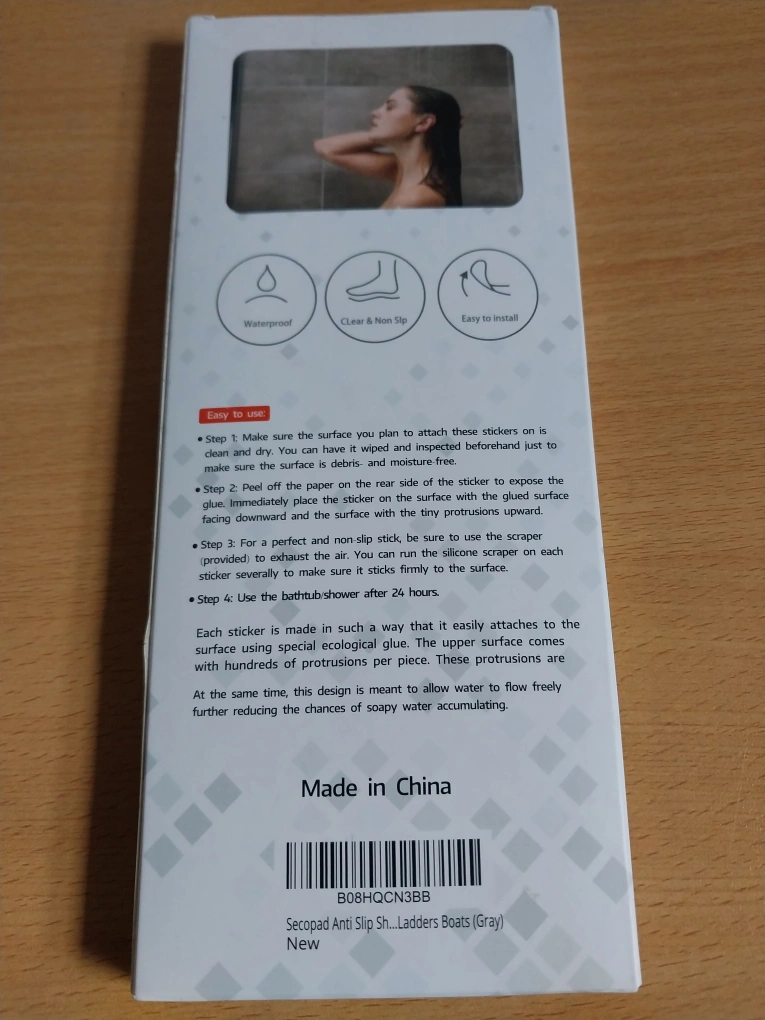 Waterproof
CLear & Non Slp
Easy to install
Easy to use:
• Step 1: Make sure the surface you plan to attach these stickers on is
clean and dry. You can have it wiped and inspected beforehand just to
make sure the surface is debris- and moisture-free.
• Step 2: Peel off the paper on the rear side of the sticker to expose the
glue. Immediately place the sticker on the surface with the glued surface
facing downward and the surface with the tiny protrusions upward.
• Step 3: For a perfect and non-slip stick, be sure to use the scraper
(provided) to exhaust the air. You can run the silicone scraper on each
sticker severally to make sure it sticks firmly to the surface.
• Step 4: Use the bathtub/shower after 24 hours.
Each sticker is made in such a way that it easily attaches to the
surface using special ecological glue. The upper surface comes
with hundreds of protrusions per piece. These protrusions are
At the same time, this design is meant to allow water to flow freely
further reducing the chances of soapy water accumulating.
Made in China
B08HQCN3BB
Secopad Anti Slip Sh...Ladders Boats (Gray)
New